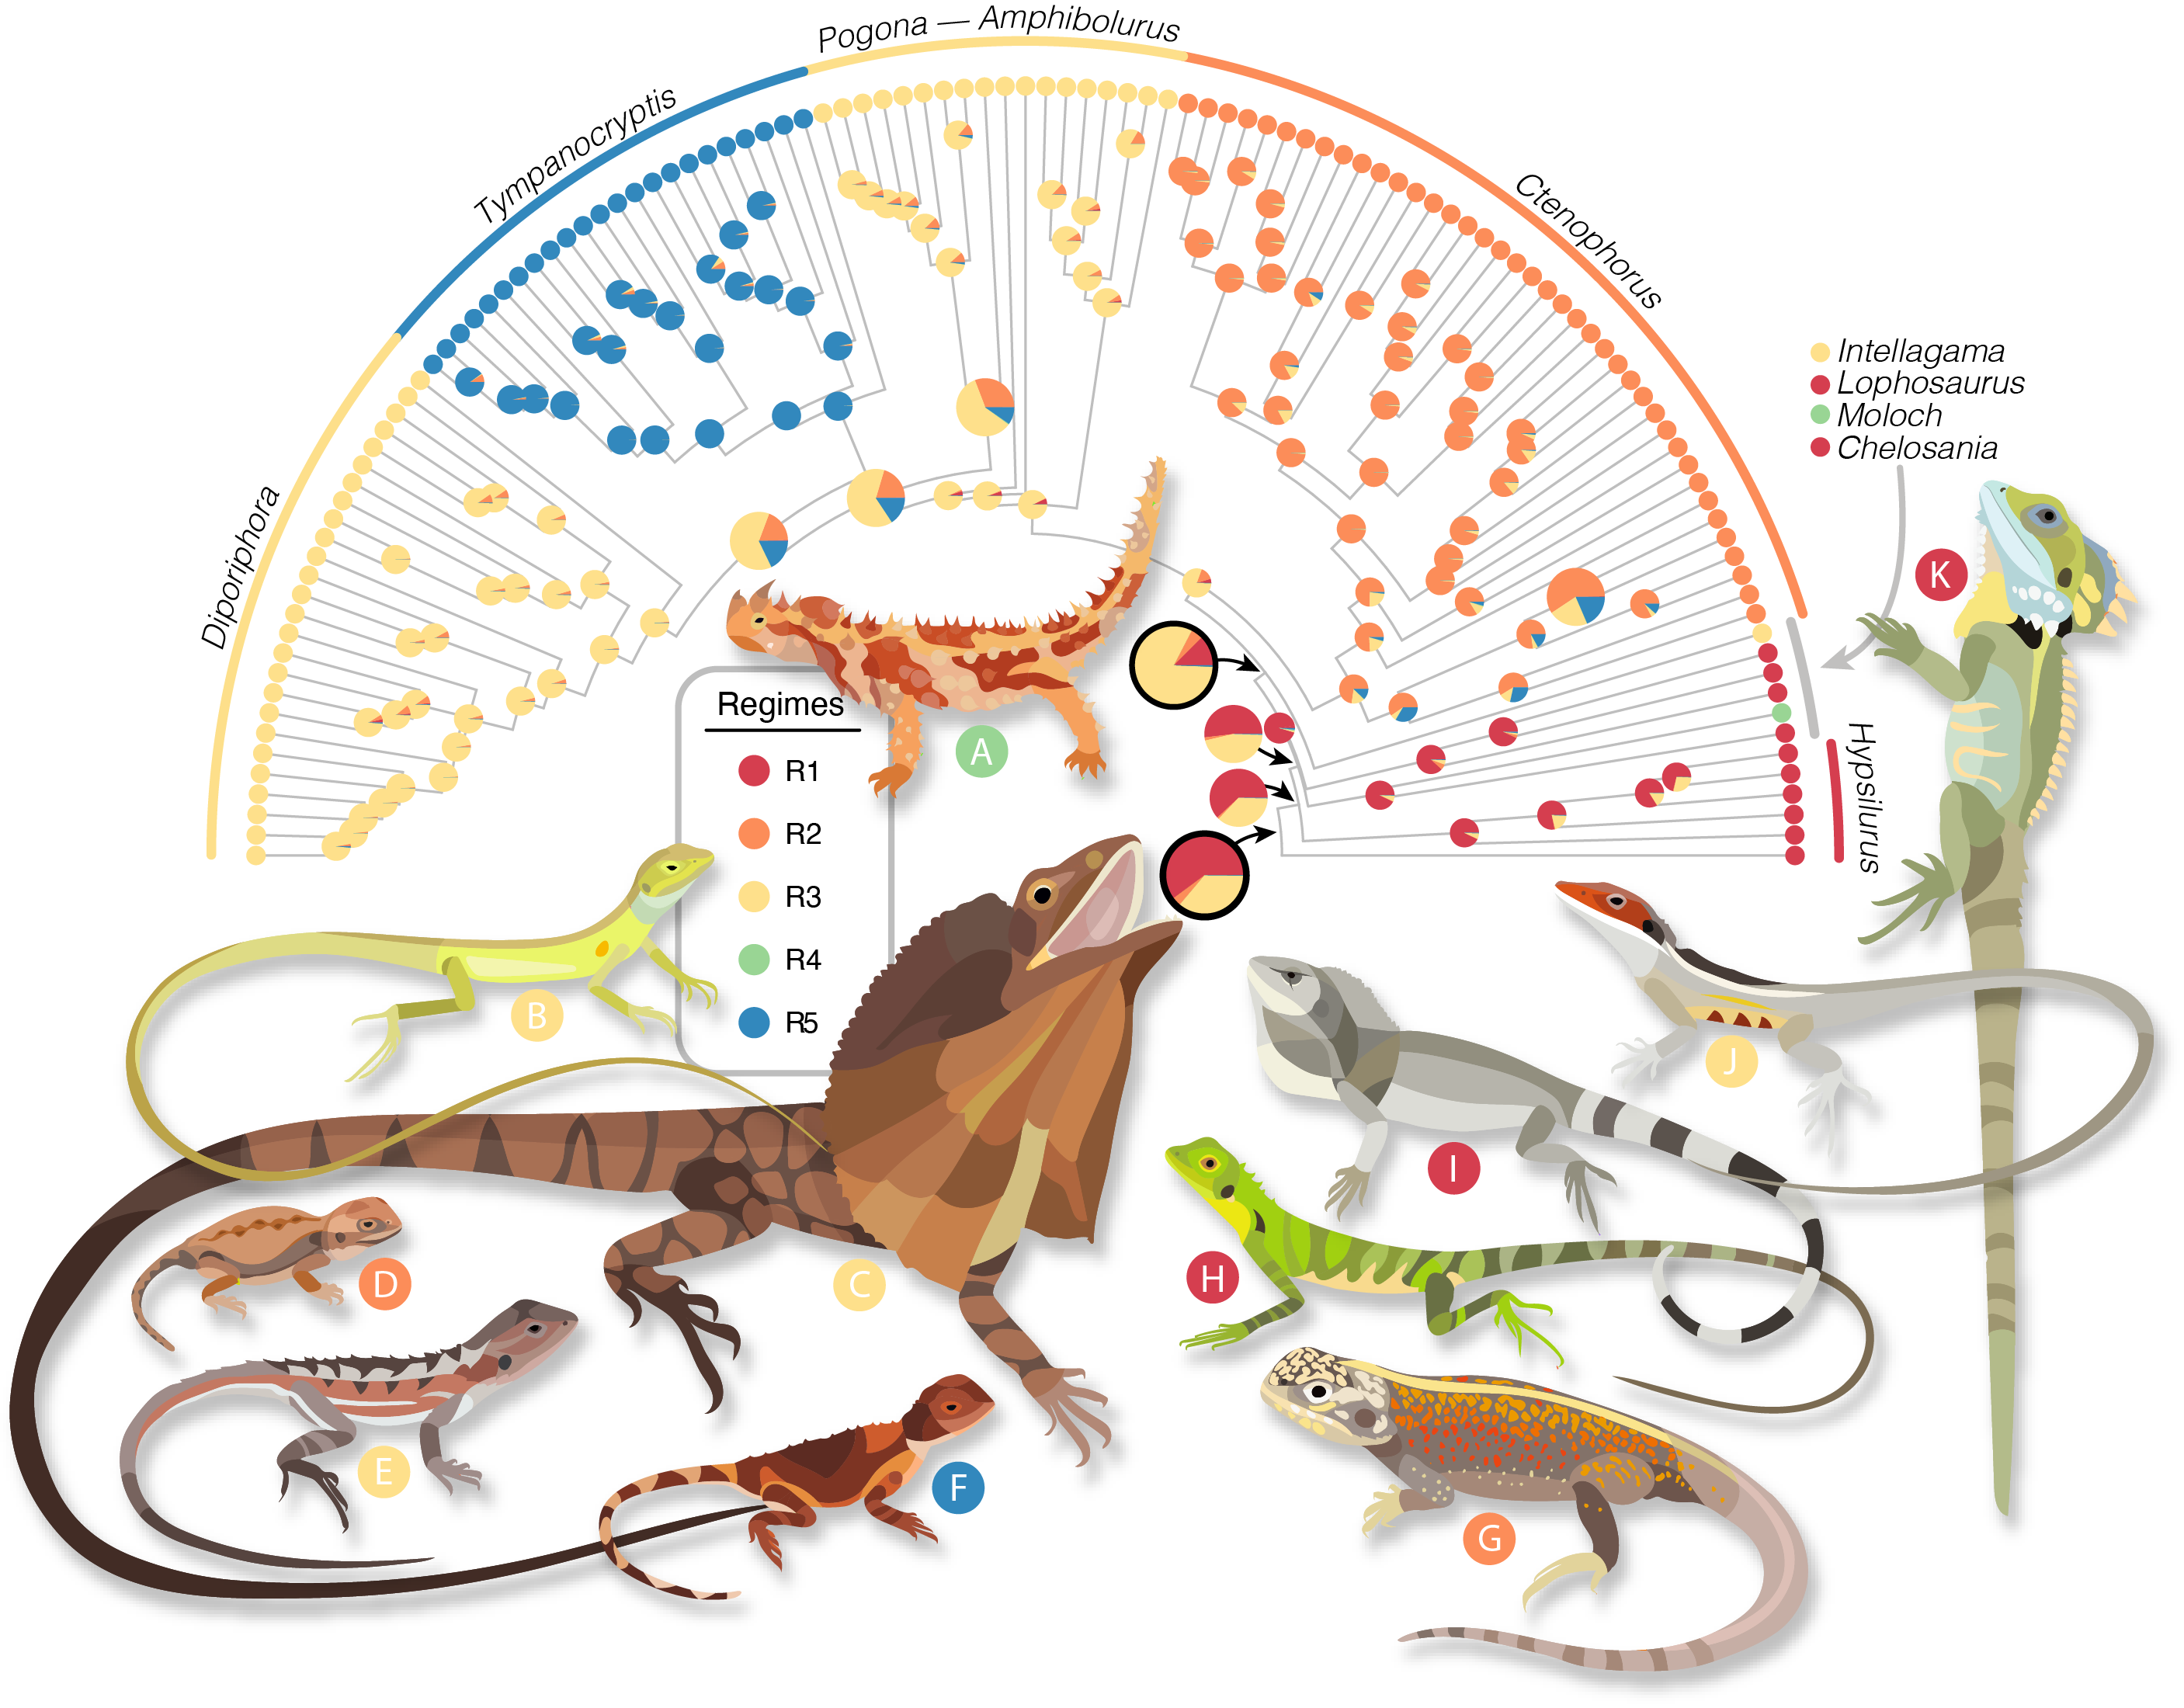 Pogona — Amphibolurus
Tympanocryptis
Ctenophorus
Diporiphora
Intellagama
Lophosaurus
Moloch
Chelosania
Hypsilurus
Regimes
R1
R2
R3
R4
R5
A
B
C
D
E
F
G
H
I
J
K